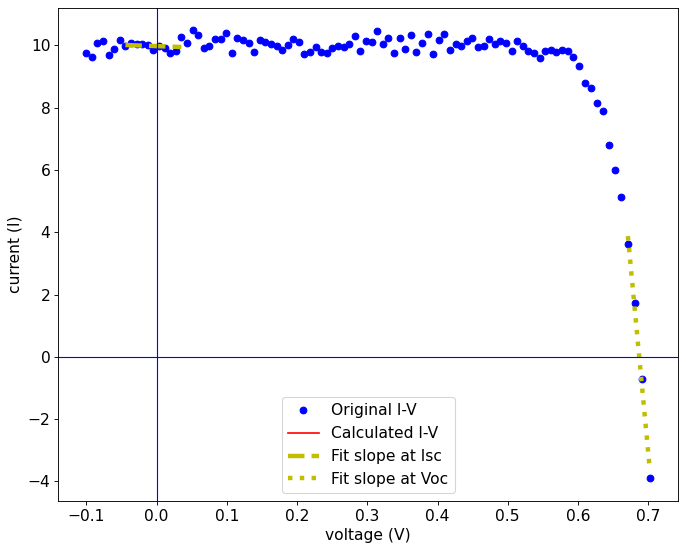 10
8
6
4
2
0
−2
−4
current (I)
Original I-V
Calculated I-V
Fit slope at Isc
Fit slope at Voc
−0.1 0.0 0.1 0.2 0.3 0.4 0.5 0.6 0.7
voltage (V)